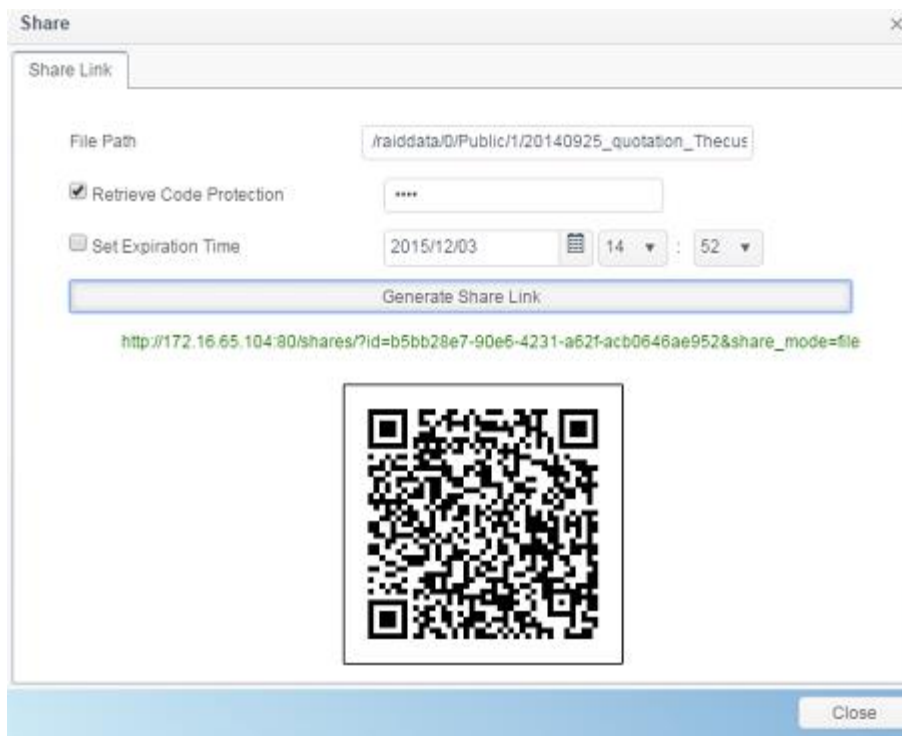 Share
Share Link
File Path /raiddata/0/Public/1/20140925_quotation_Thecus
Retrieve Code Protection ••••
Set Expiration Time 2015/12/03 14 : 52
Generate Share Link
http://172.16.65.104:80/shares/?id=b5bb28e7-90e6-4231-a62f-acb0646ae952&share_mode=file
Close